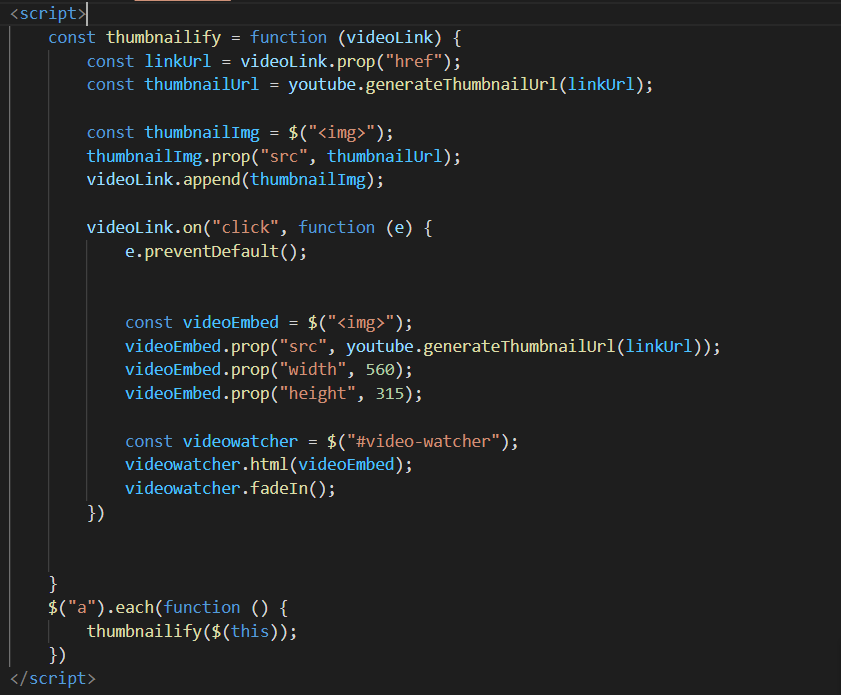 <script>
const thumbnailify = function (videoLink) {
const linkUrl = videoLink.prop("href");
const thumbnailUrl = youtube.generateThumbnailUrl(linkUrl);
const thumbnailImg = $("<img>");
thumbnailImg.prop("src", thumbnailUrl);
videoLink.append(thumbnailImg);
videoLink.on("click", function (e) {
e.preventDefault();
const videoEmbed = $("<img>");
videoEmbed.prop("src", youtube.generateThumbnailUrl(linkUrl));
videoEmbed.prop("width", 560);
videoEmbed.prop("height", 315);
const videowatcher = $("#video-watcher");
videowatcher.html(videoEmbed);
videowatcher.fadeIn();
})
}
$("a").each(function () {
thumbnailify($(this));
})
</script>